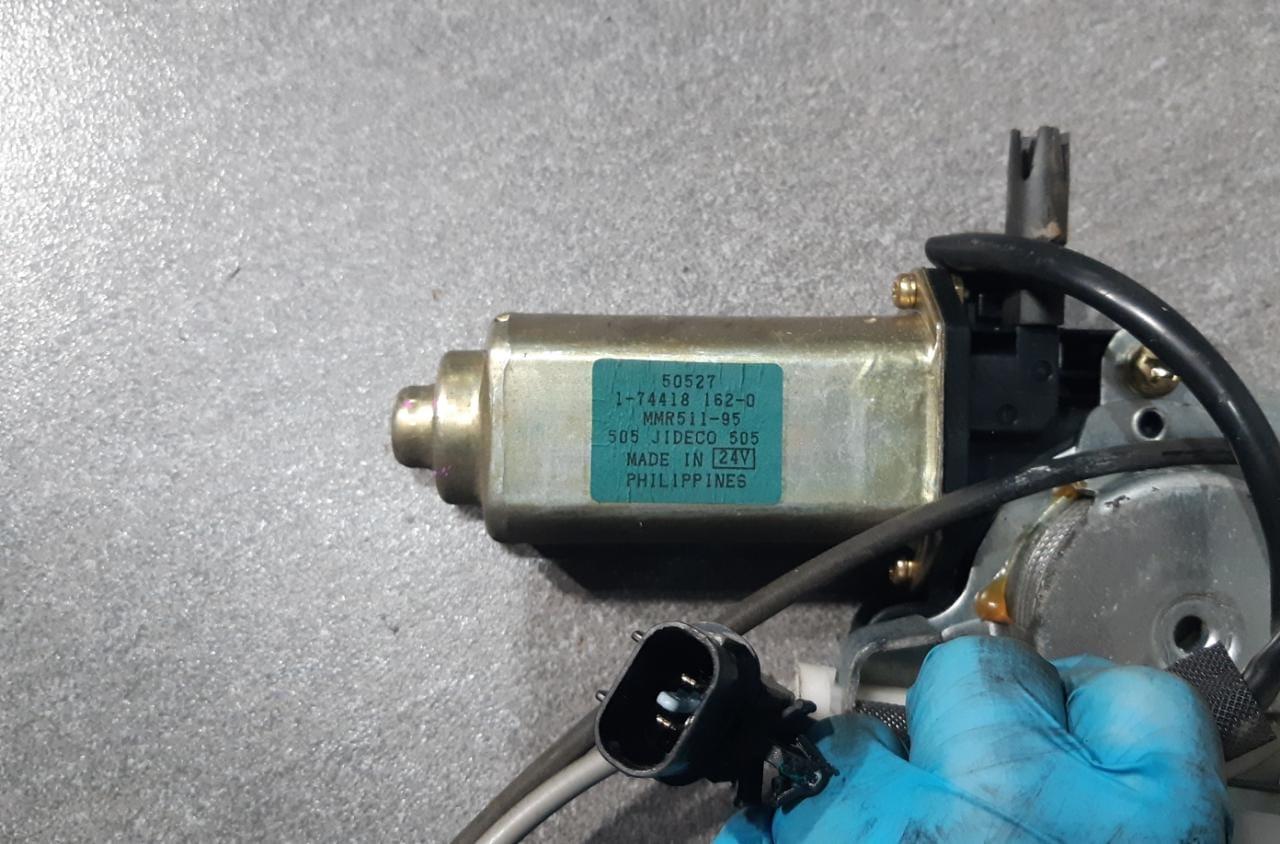 50527
1-74418 162-0
MMR511-95
505 JIDECO 505
MADE IN 24V
PHILIPPINES